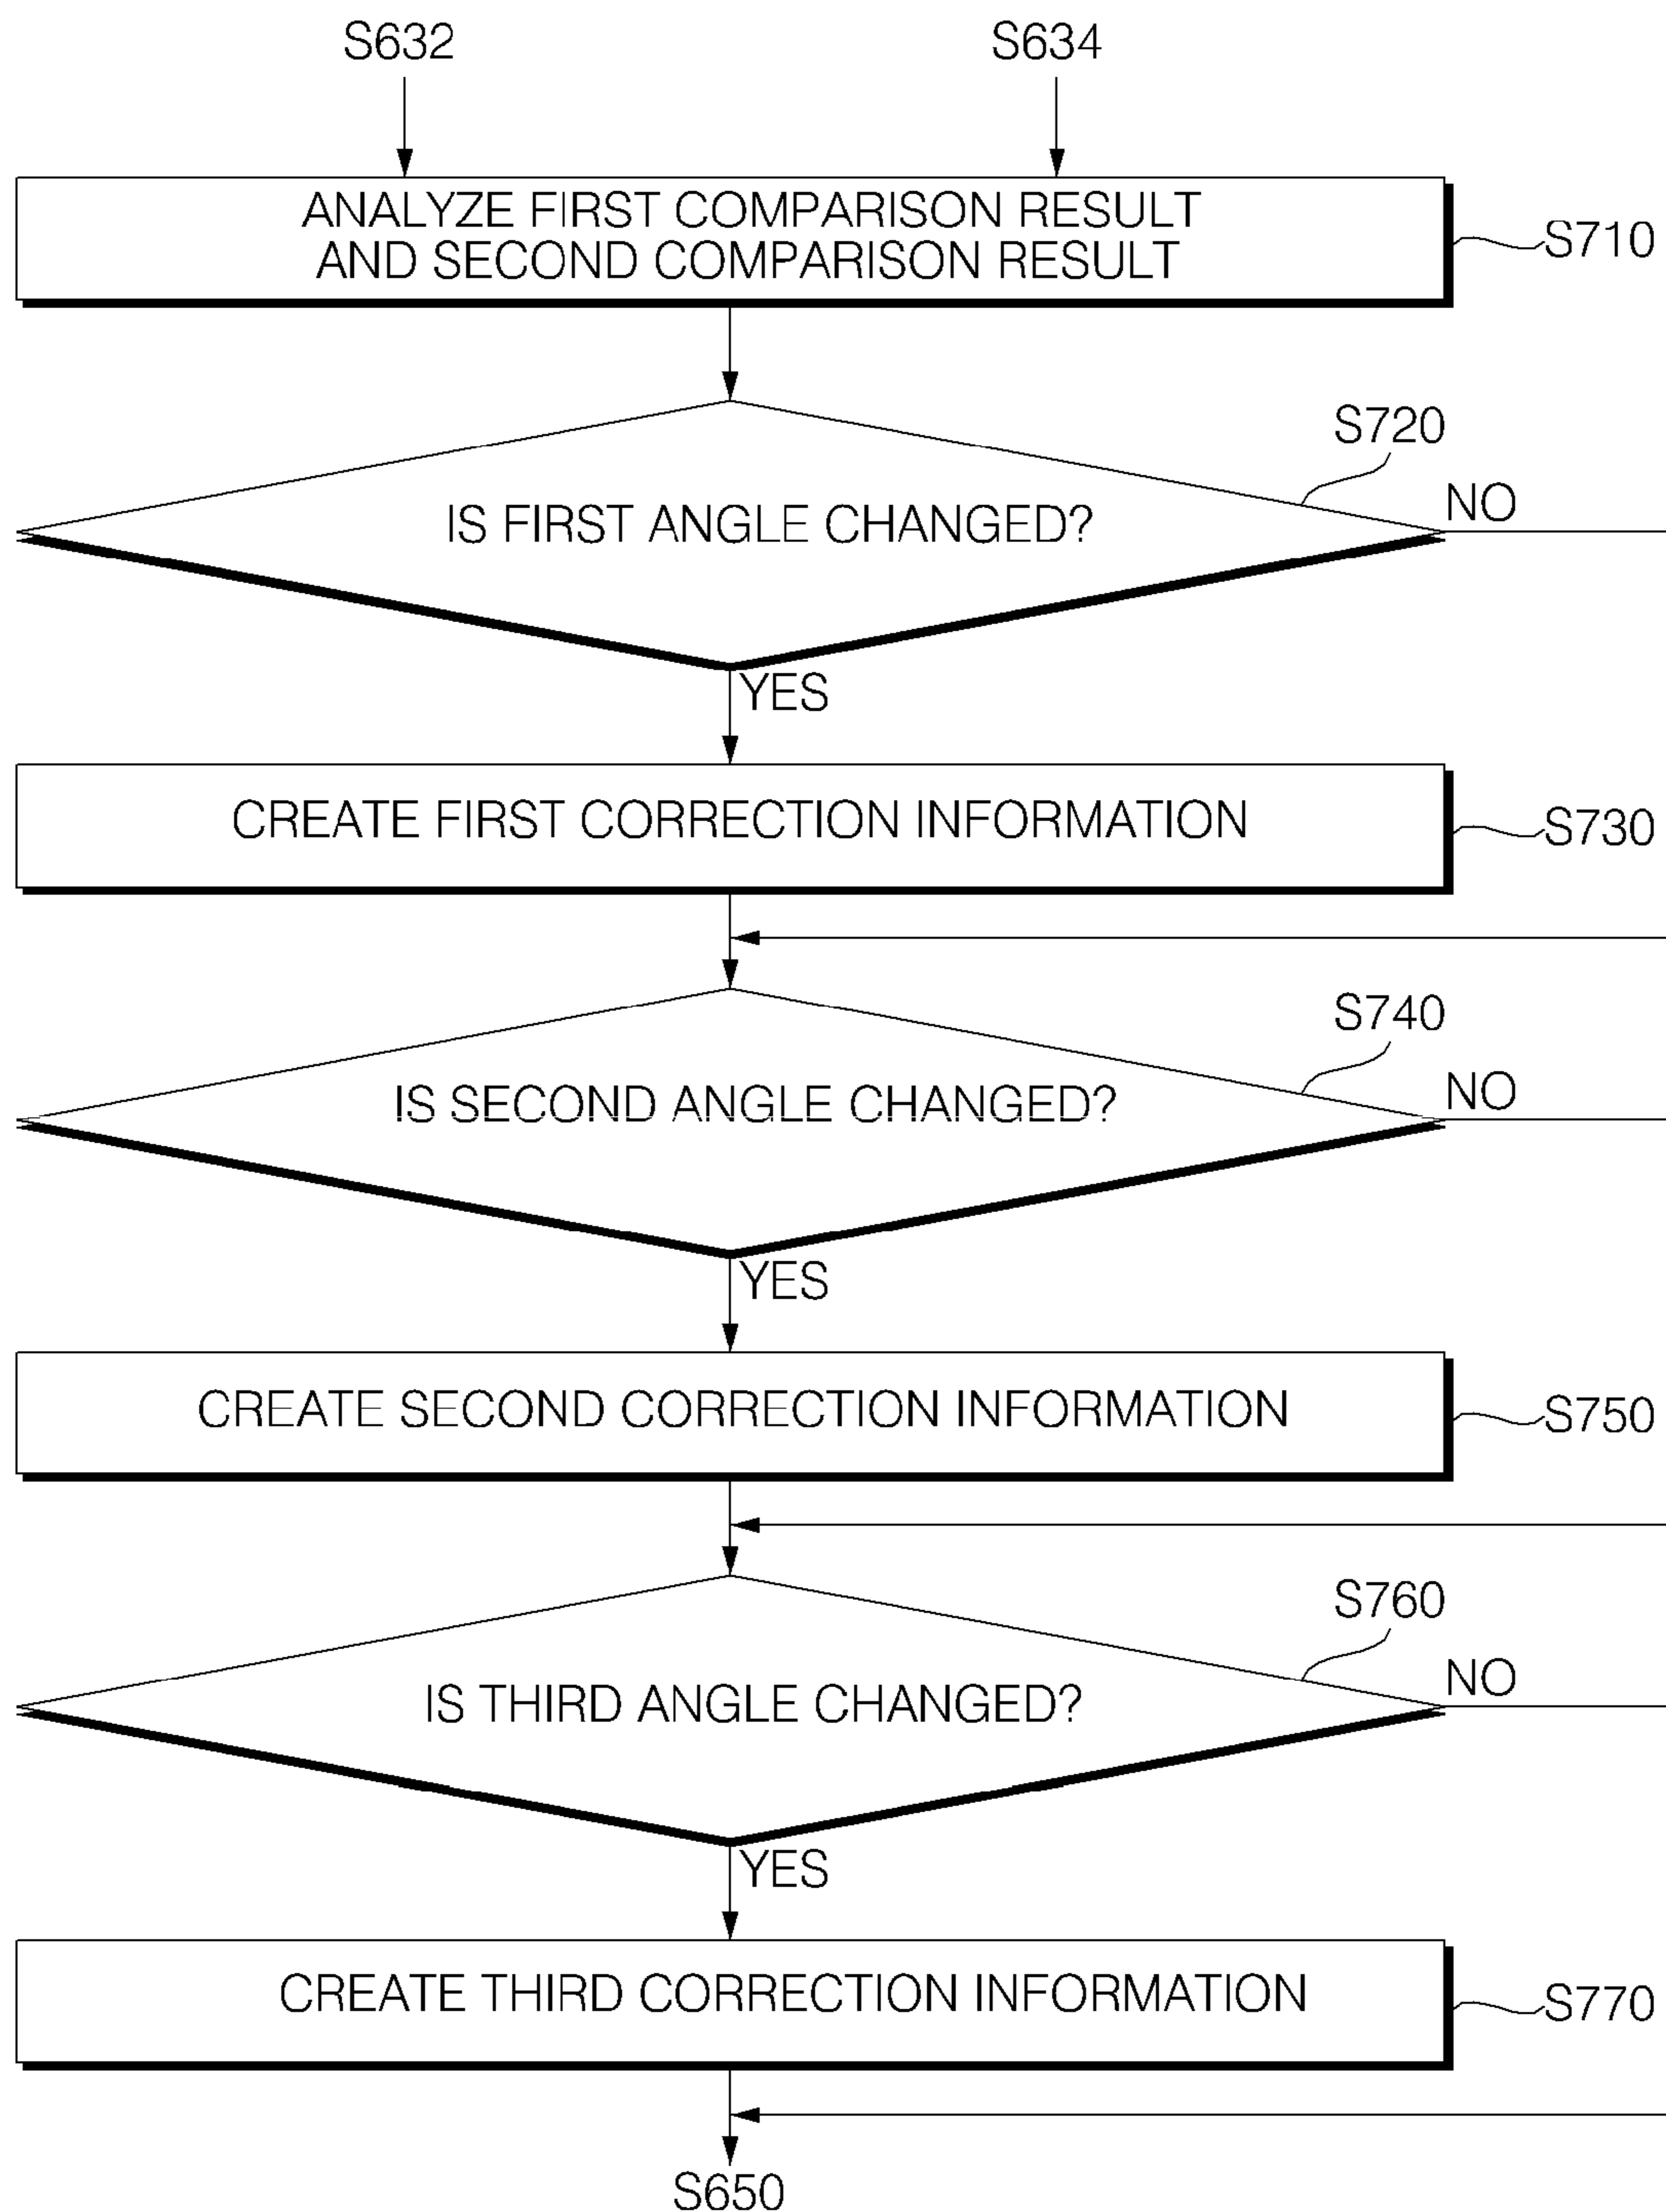 S632
S634
ANALYZE FIRST COMPARISON RESULT
AND SECOND COMPARISON RESULT
S710
S720
IS FIRST ANGLE CHANGED?
NO
YES
CREATE FIRST CORRECTION INFORMATION
S730
S740
IS SECOND ANGLE CHANGED?
NO
YES
CREATE SECOND CORRECTION INFORMATION
S750
S760
IS THIRD ANGLE CHANGED?
NO
YES
CREATE THIRD CORRECTION INFORMATION
S770
S650